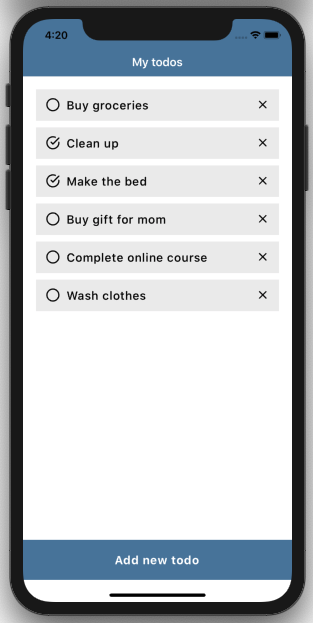 4:20
My todos
Buy groceries
Clean up
Make the bed
Buy gift for mom
Complete online course
Wash clothes
Add new todo